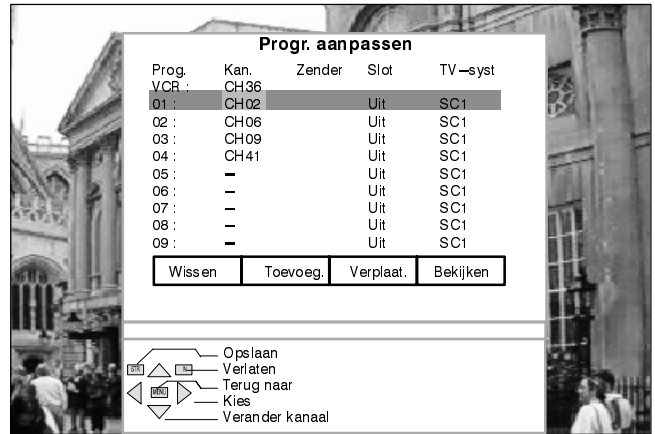 Progr. aanpassen
Prog. Kan. Zender Slot TV-syst
VCR : CH36
01 : CH02 Uit SC1
02 : CH06 Uit SC1
03 : CH09 Uit SC1
04 : CH41 Uit SC1
05 : – Uit SC1
06 : – Uit SC1
07 : – Uit SC1
08 : – Uit SC1
09 : – Uit SC1
Wissen Toevoeg. Verplaat. Bekijken
Opslaan
STR N Verlaten
Terug naar
MENU Kies
Verander kanaal